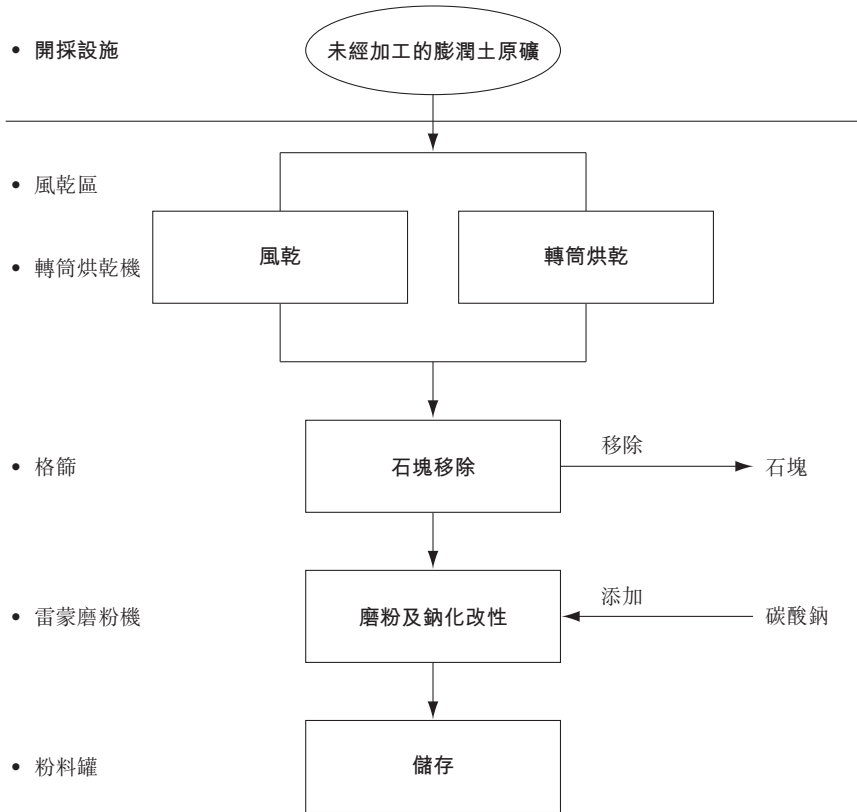 • 開採設施
未經加工的膨潤土原礦
• 風乾區
風乾
轉筒烘乾
• 轉筒烘乾機
• 格篩
石塊移除
移除
石塊
• 雷蒙磨粉機
磨粉及鈉化改性
添加
碳酸鈉
• 粉料罐
儲存